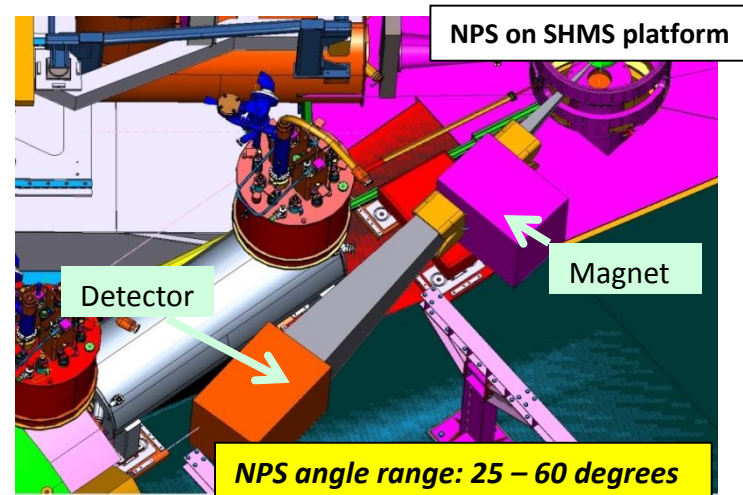 NPS on SHMS platform
Magnet
Detector
NPS angle range: 25 – 60 degrees